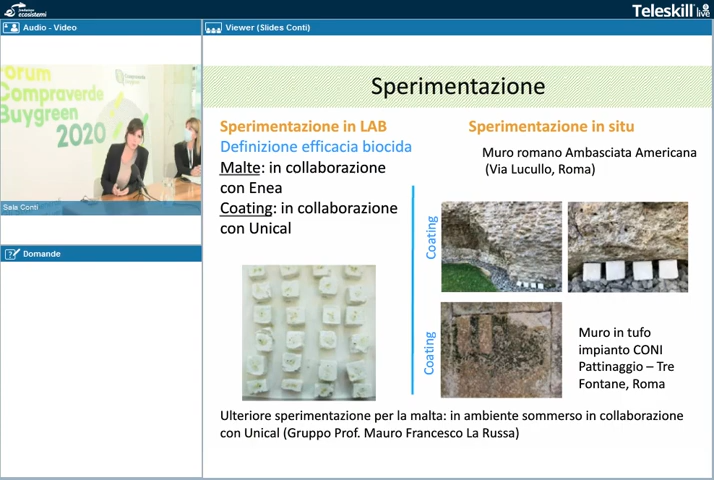 fondazione
ecosistemi
Teleskill live
Audio - Video
Viewer (Slides Conti)
Forum
Compraverde
Buygreen
2020
Sala Conti
Domande
Sperimentazione
Sperimentazione in LAB
Definizione efficacia biocida
Malte: in collaborazione
con Enea
Coating: in collaborazione
con Unical
Sperimentazione in situ
Muro romano Ambasciata Americana
(Via Lucullo, Roma)
Coating
Coating
Muro in tufo
impianto CONI
Pattinaggio – Tre
Fontane, Roma
Ulteriore sperimentazione per la malta: in ambiente sommerso in collaborazione
con Unical (Gruppo Prof. Mauro Francesco La Russa)